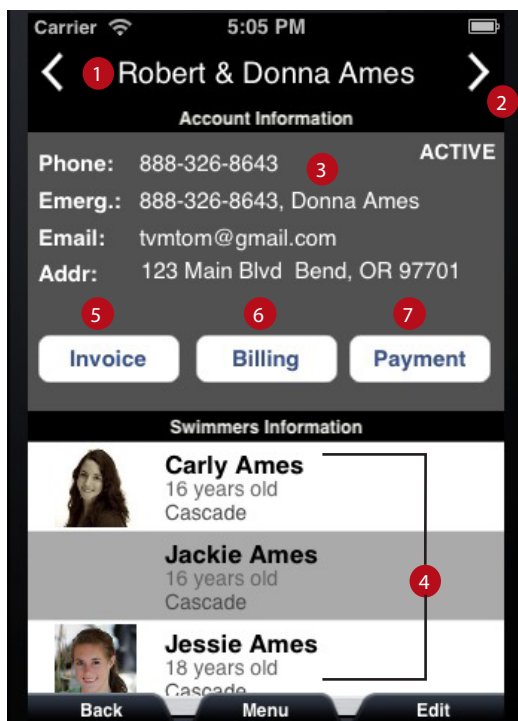 Carrier 5:05 PM
1 Robert & Donna Ames
2
Account Information
ACTIVE
Phone: 888-326-8643 3
Emerg.: 888-326-8643, Donna Ames
Email: tvmtom@gmail.com
Addr: 123 Main Blvd Bend, OR 97701
5 6 7
Invoice Billing Payment
Swimmers Information
Carly Ames
16 years old
Cascade
Jackie Ames
16 years old
Cascade
4
Jessie Ames
18 years old
Cascade
Back Menu Edit